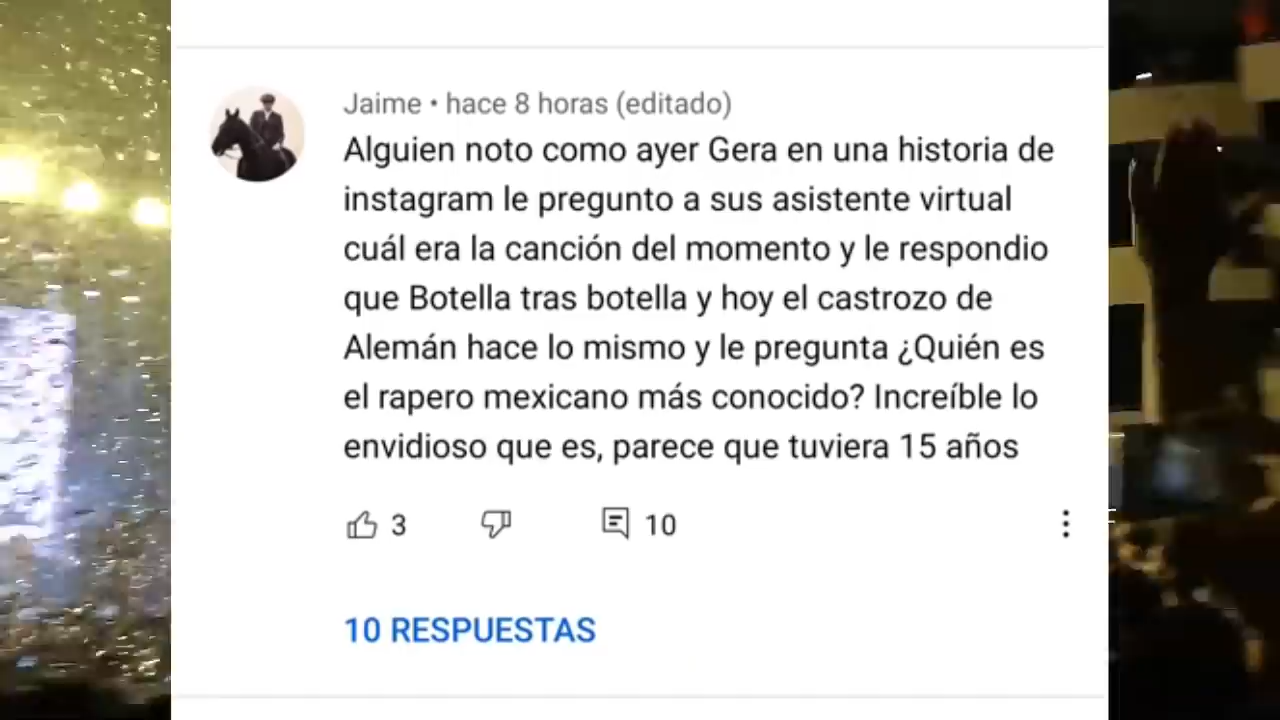 Jaime • hace 8 horas (editado)
Alguien noto como ayer Gera en una historia de
instagram le pregunto a sus asistente virtual
cuál era la canción del momento y le respondio
que Botella tras botella y hoy el castrozo de
Alemán hace lo mismo y le pregunta ¿Quién es
el rapero mexicano más conocido? Increíble lo
envidioso que es, parece que tuviera 15 años
3 10
10 RESPUESTAS